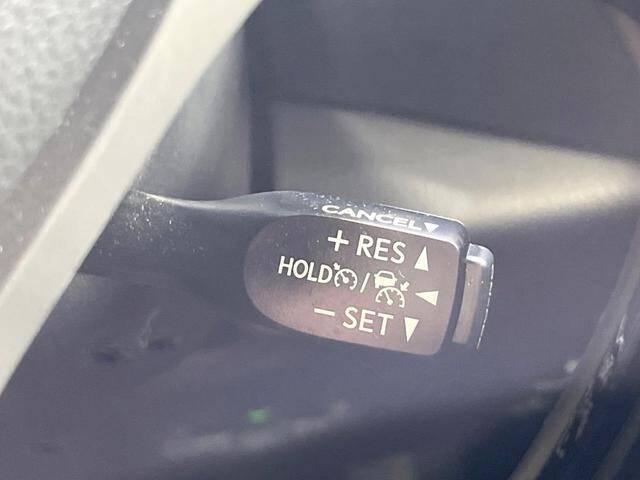 CANCEL▼
+ RES ▲
HOLD / ◀
− SET ▼